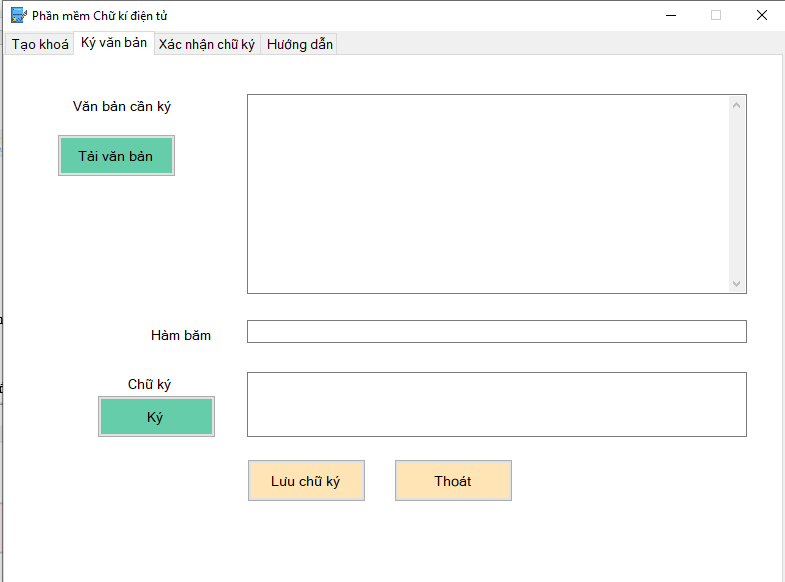 Phần mềm Chữ kí điện tử
Tạo khoá Ký văn bản Xác nhận chữ ký Hướng dẫn
Văn bản cần ký
Tải văn bản
Hàm băm
Chữ ký
Ký
Lưu chữ ký Thoát